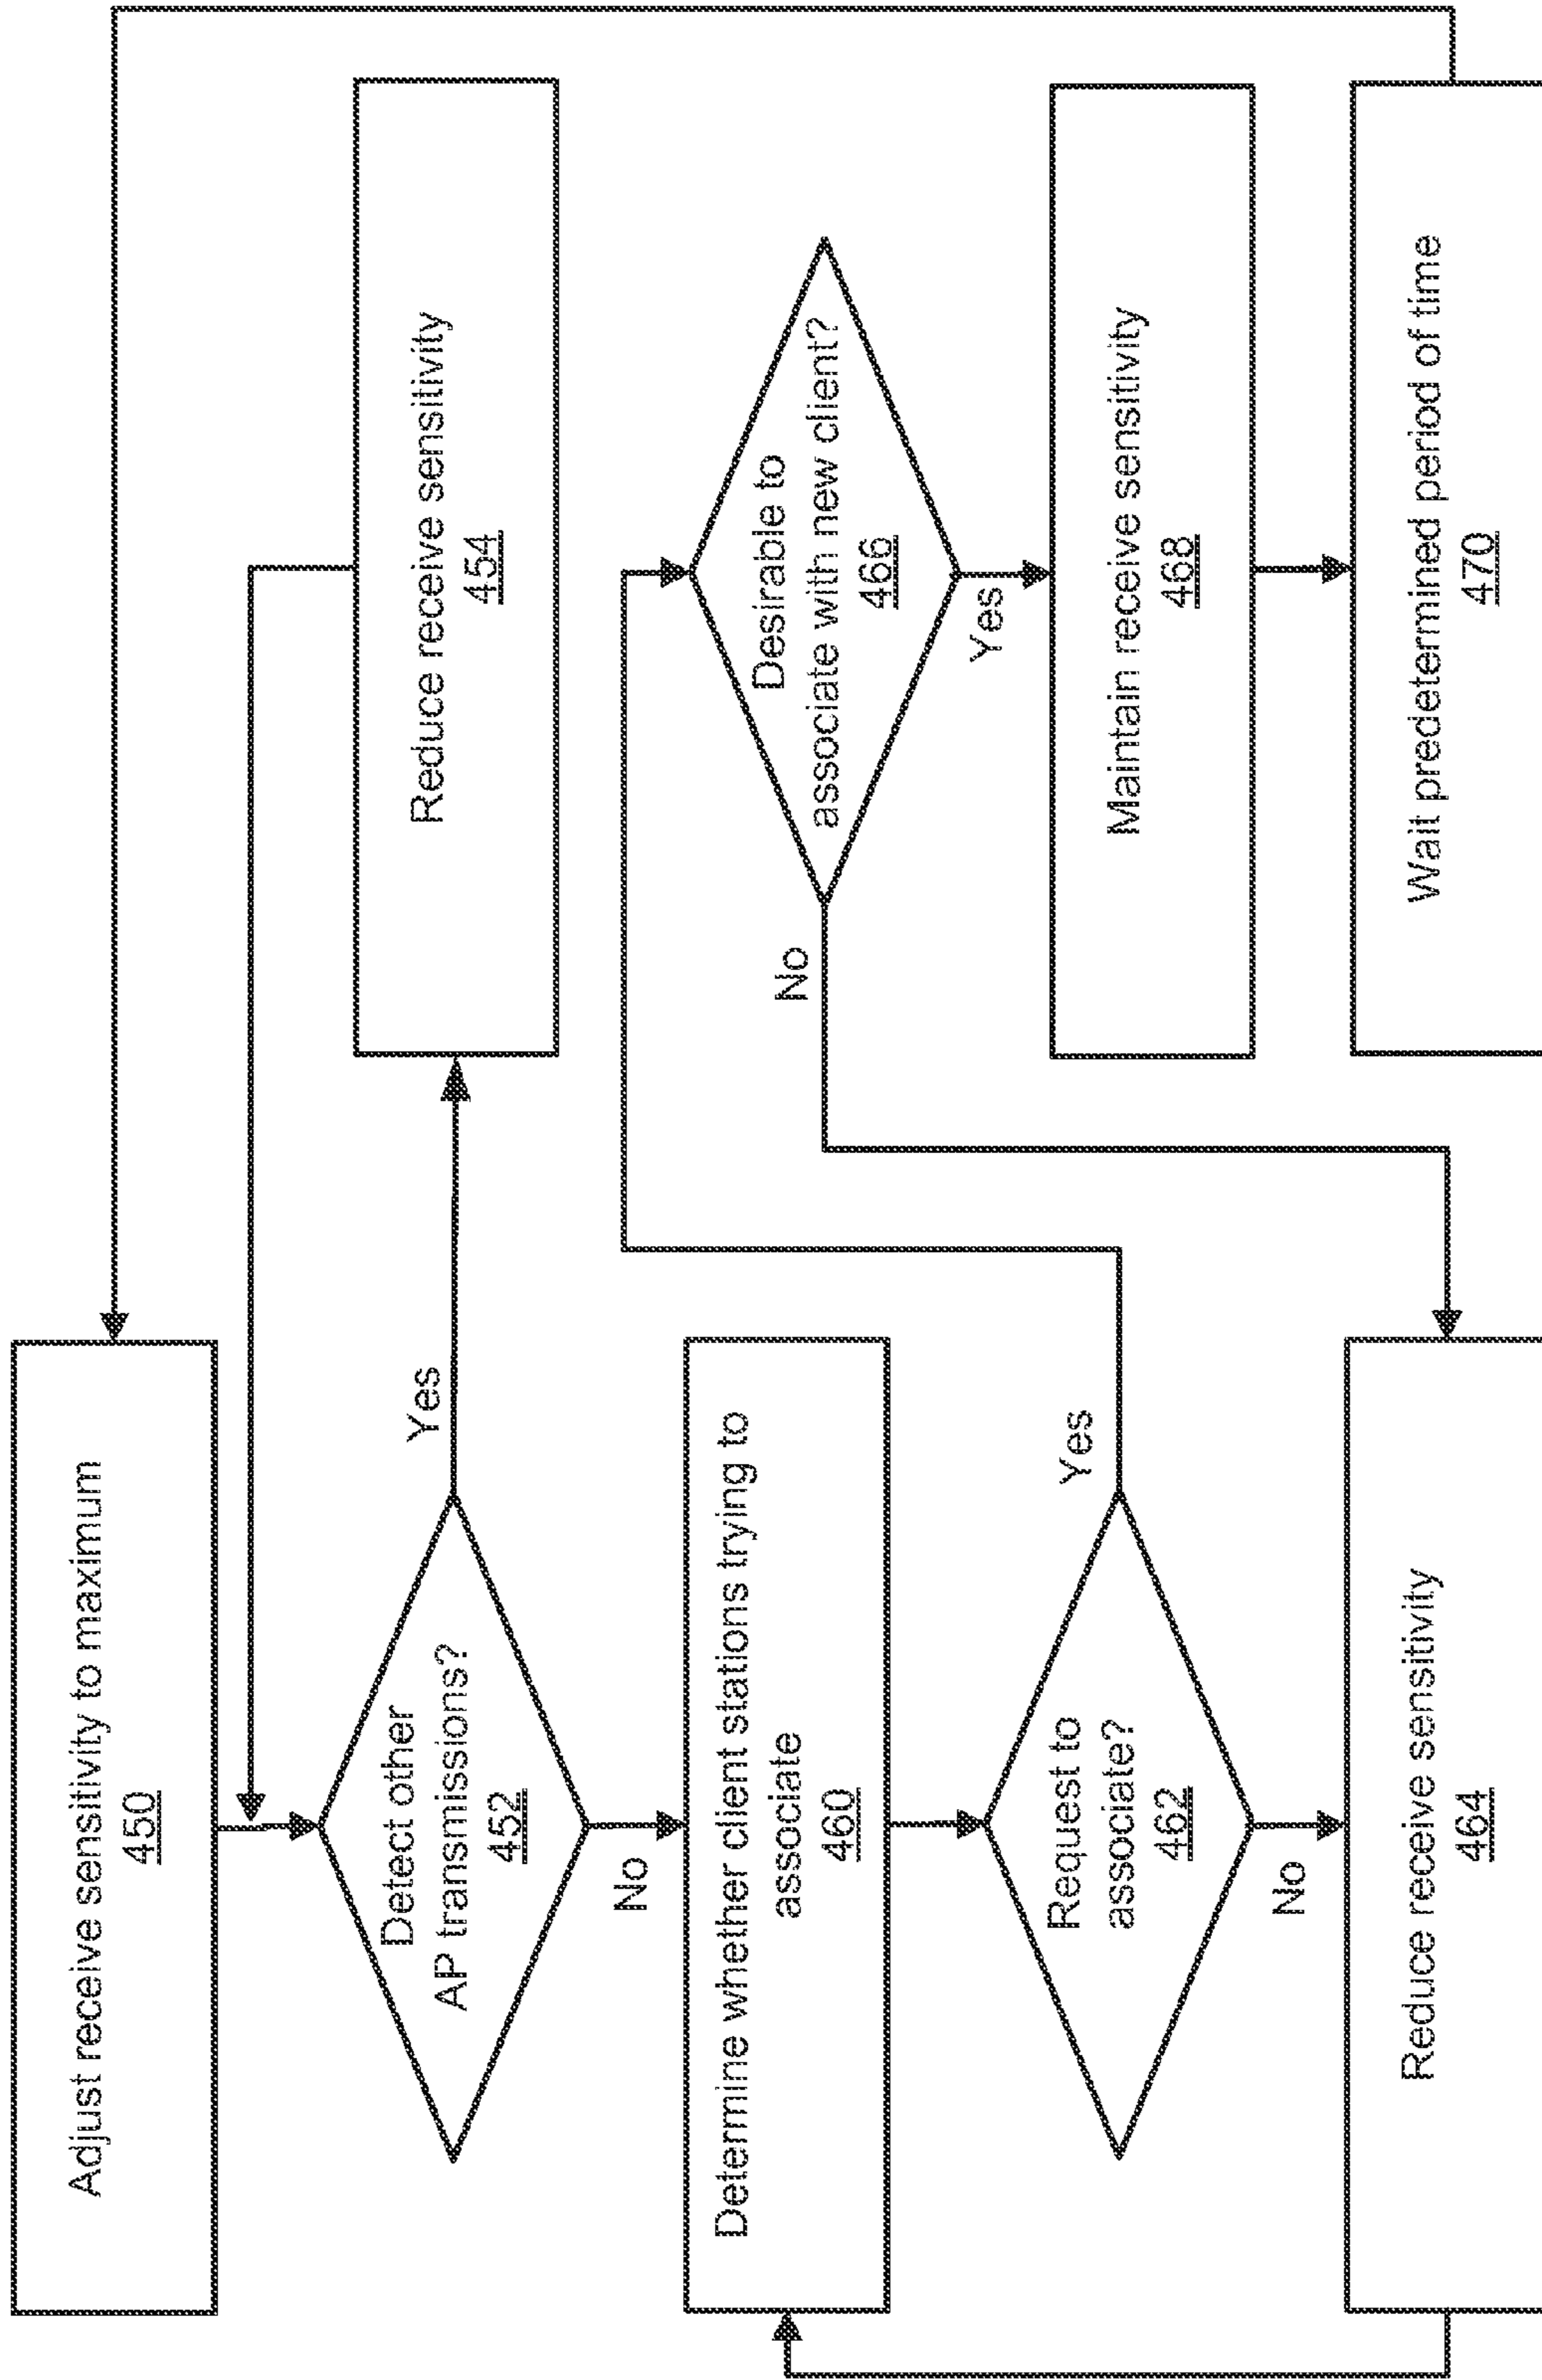 Adjust receive sensitivity to maximum
450
Detect other
AP transmissions?
452
Yes
No
Reduce receive sensitivity
454
Determine whether client stations trying to
associate
460
Request to
associate?
462
Yes
No
Reduce receive sensitivity
464
Desirable to
associate with new client?
466
No
Yes
Maintain receive sensitivity
468
Wait predetermined period of time
470